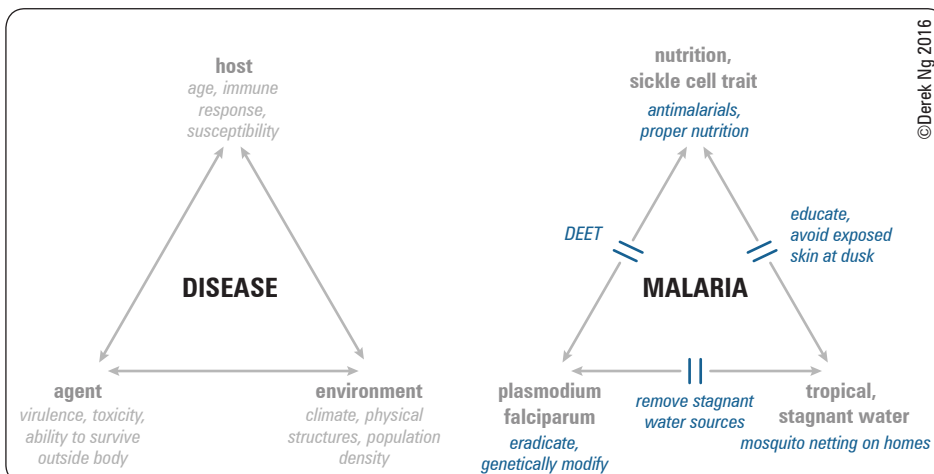 host
age, immune
response,
susceptibility
DISEASE
agent
virulence, toxicity,
ability to survive
outside body
environment
climate, physical
structures, population
density
nutrition,
sickle cell trait
antimalarials,
proper nutrition
DEET
educate,
avoid exposed
skin at dusk
MALARIA
plasmodium
falciparum
eradicate,
genetically modify
remove stagnant
water sources
tropical,
stagnant water
mosquito netting on homes
©Derek Ng 2016